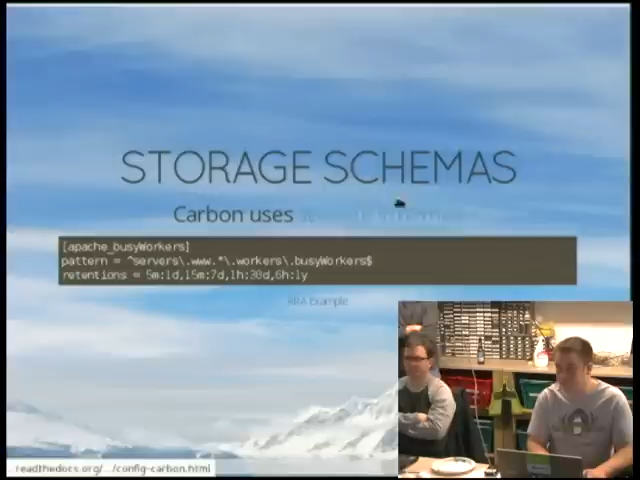 STORAGE SCHEMAS
Carbon uses
[apache_busyWorkers]
pattern = ^servers\.www.*\.workers\.busyWorkers$
retentions = 5m:1d,15m:7d,1h:30d,6h:1y
RRA Example
readthedocs.org/.../config-carbon.html